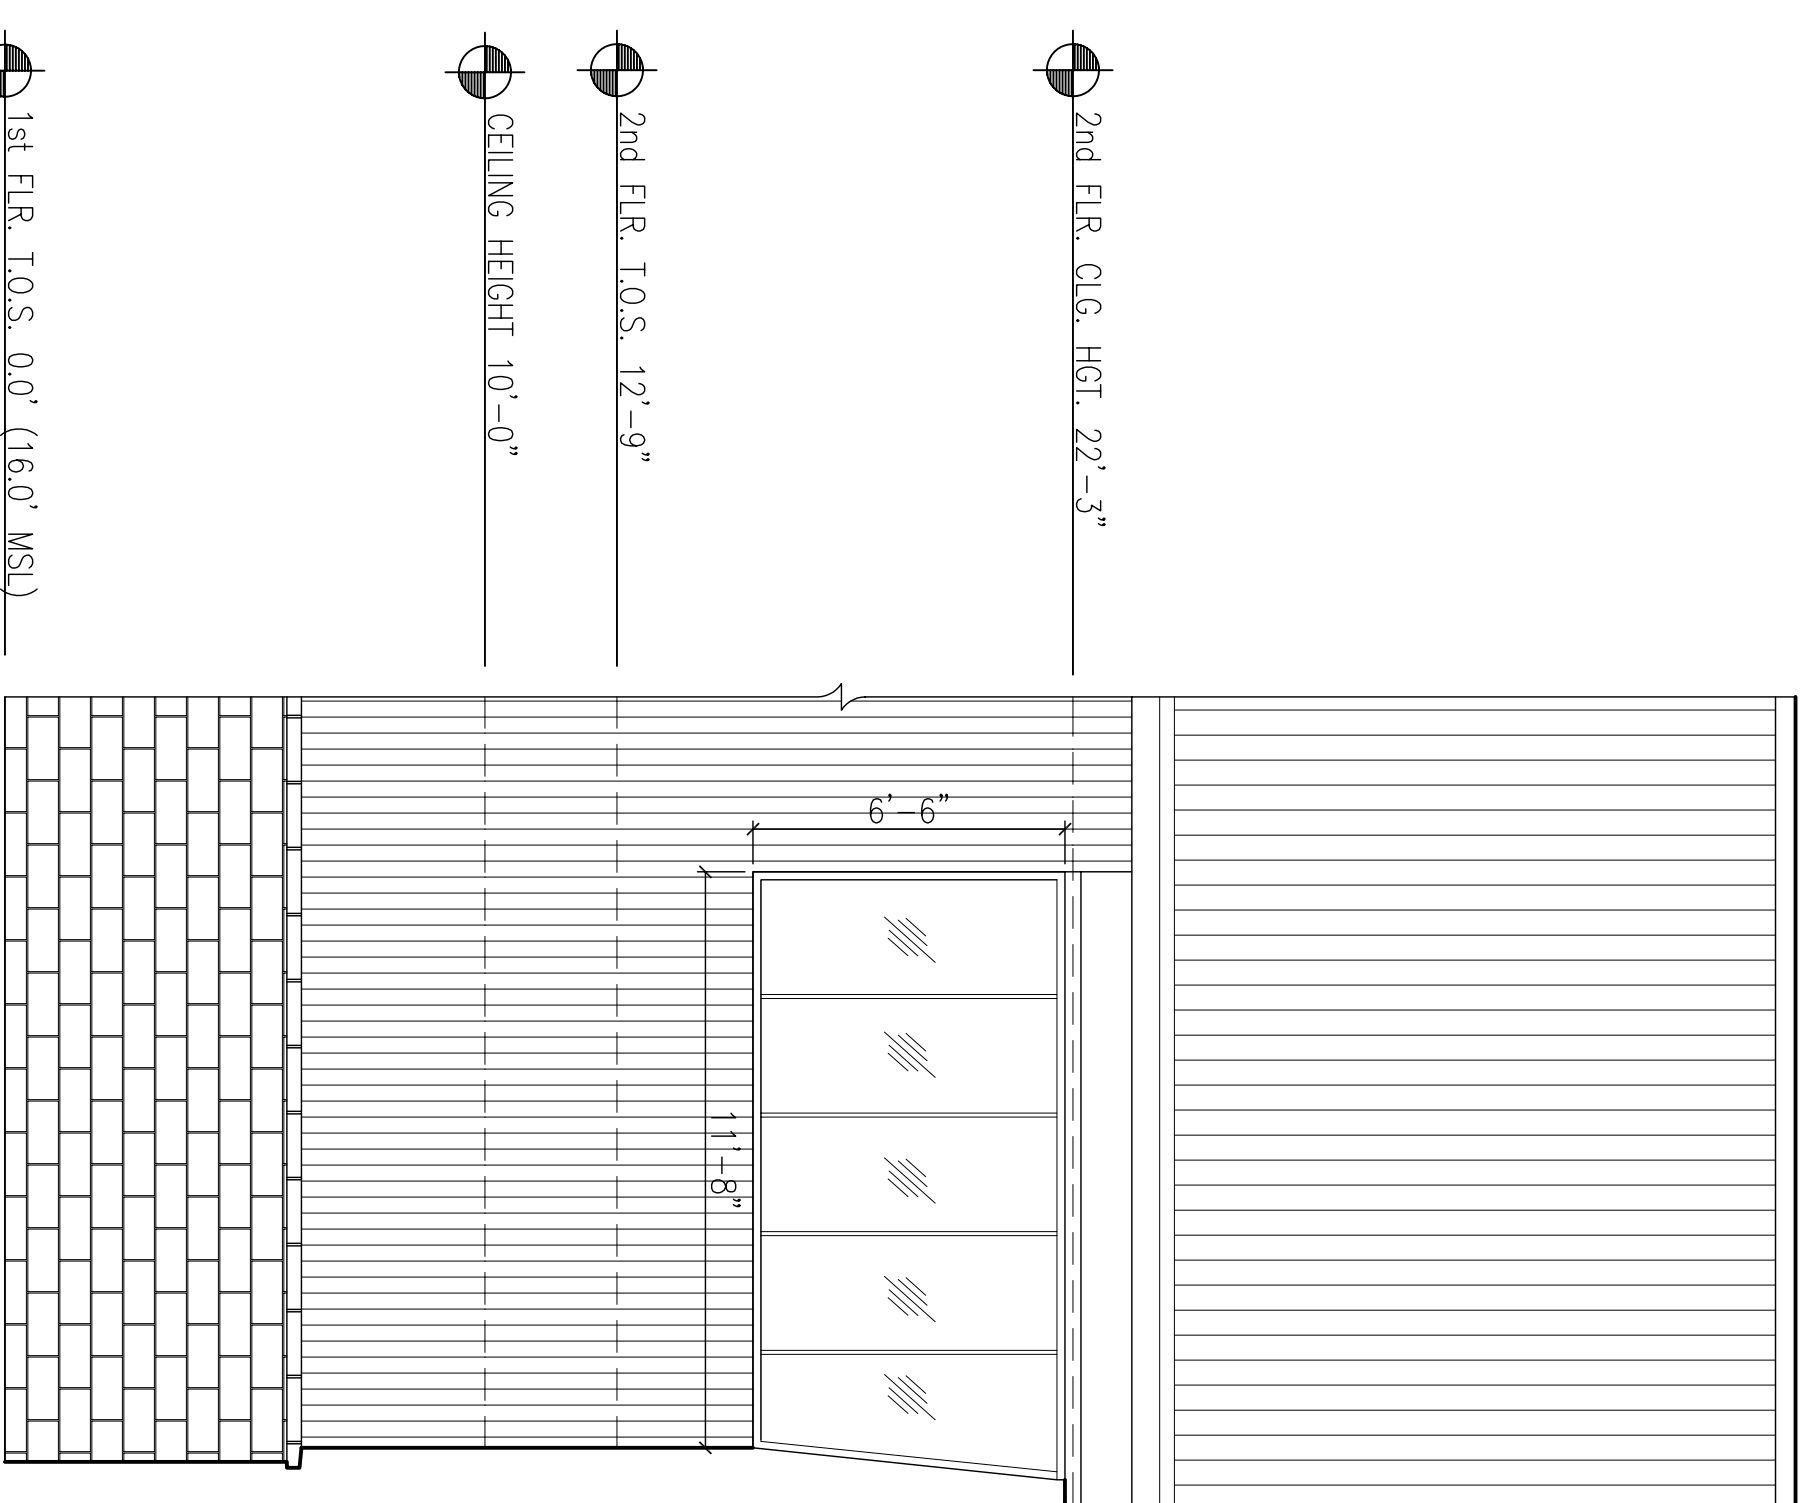 2nd FLR. CLG. HGT. 22'-3"
2nd FLR. T.O.S. 12'-9"
CEILING HEIGHT 10'-0"
1st FLR. T.O.S. 0.0' (16.0' MSL)
6'-6"
11'-8"